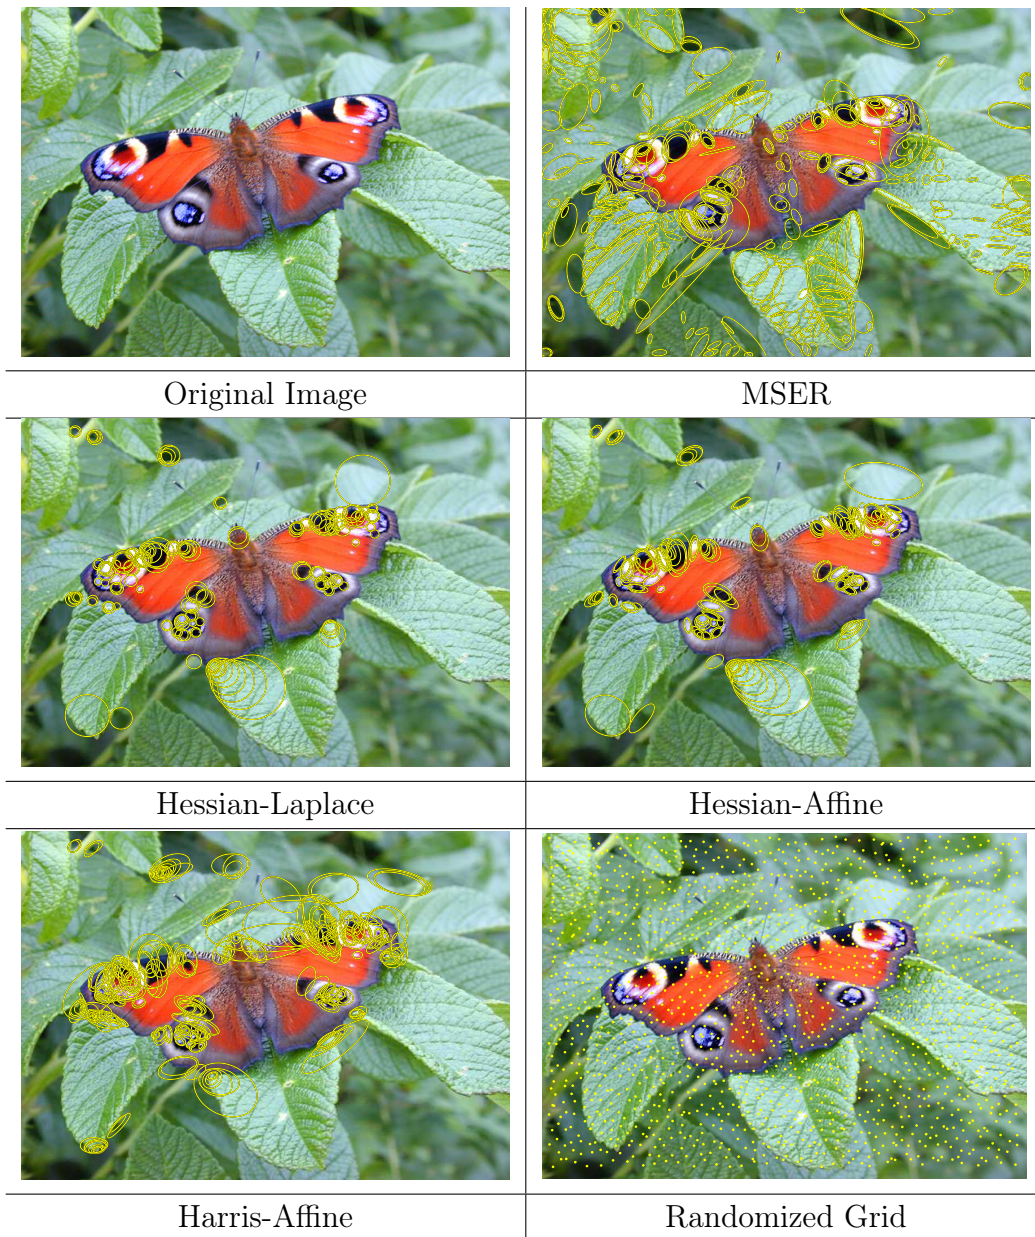 Original Image
MSER
Hessian-Laplace
Hessian-Affine
Harris-Affine
Randomized Grid